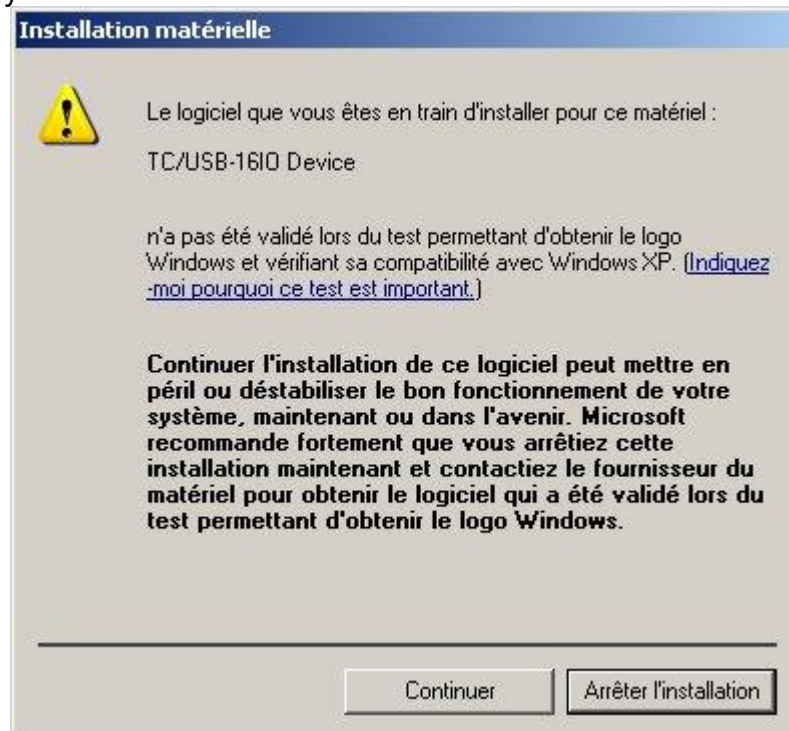 y
Installation matérielle
Le logiciel que vous êtes en train d'installer pour ce matériel :
TC/USB-16IO Device
n'a pas été validé lors du test permettant d'obtenir le logo
Windows et vérifiant sa compatibilité avec Windows XP. (Indiquez
-moi pourquoi ce test est important.)
Continuer l'installation de ce logiciel peut mettre en
péril ou déstabiliser le bon fonctionnement de votre
système, maintenant ou dans l'avenir. Microsoft
recommande fortement que vous arrêtiez cette
installation maintenant et contactiez le fournisseur du
matériel pour obtenir le logiciel qui a été validé lors du
test permettant d'obtenir le logo Windows.
Continuer
Arrêter l'installation